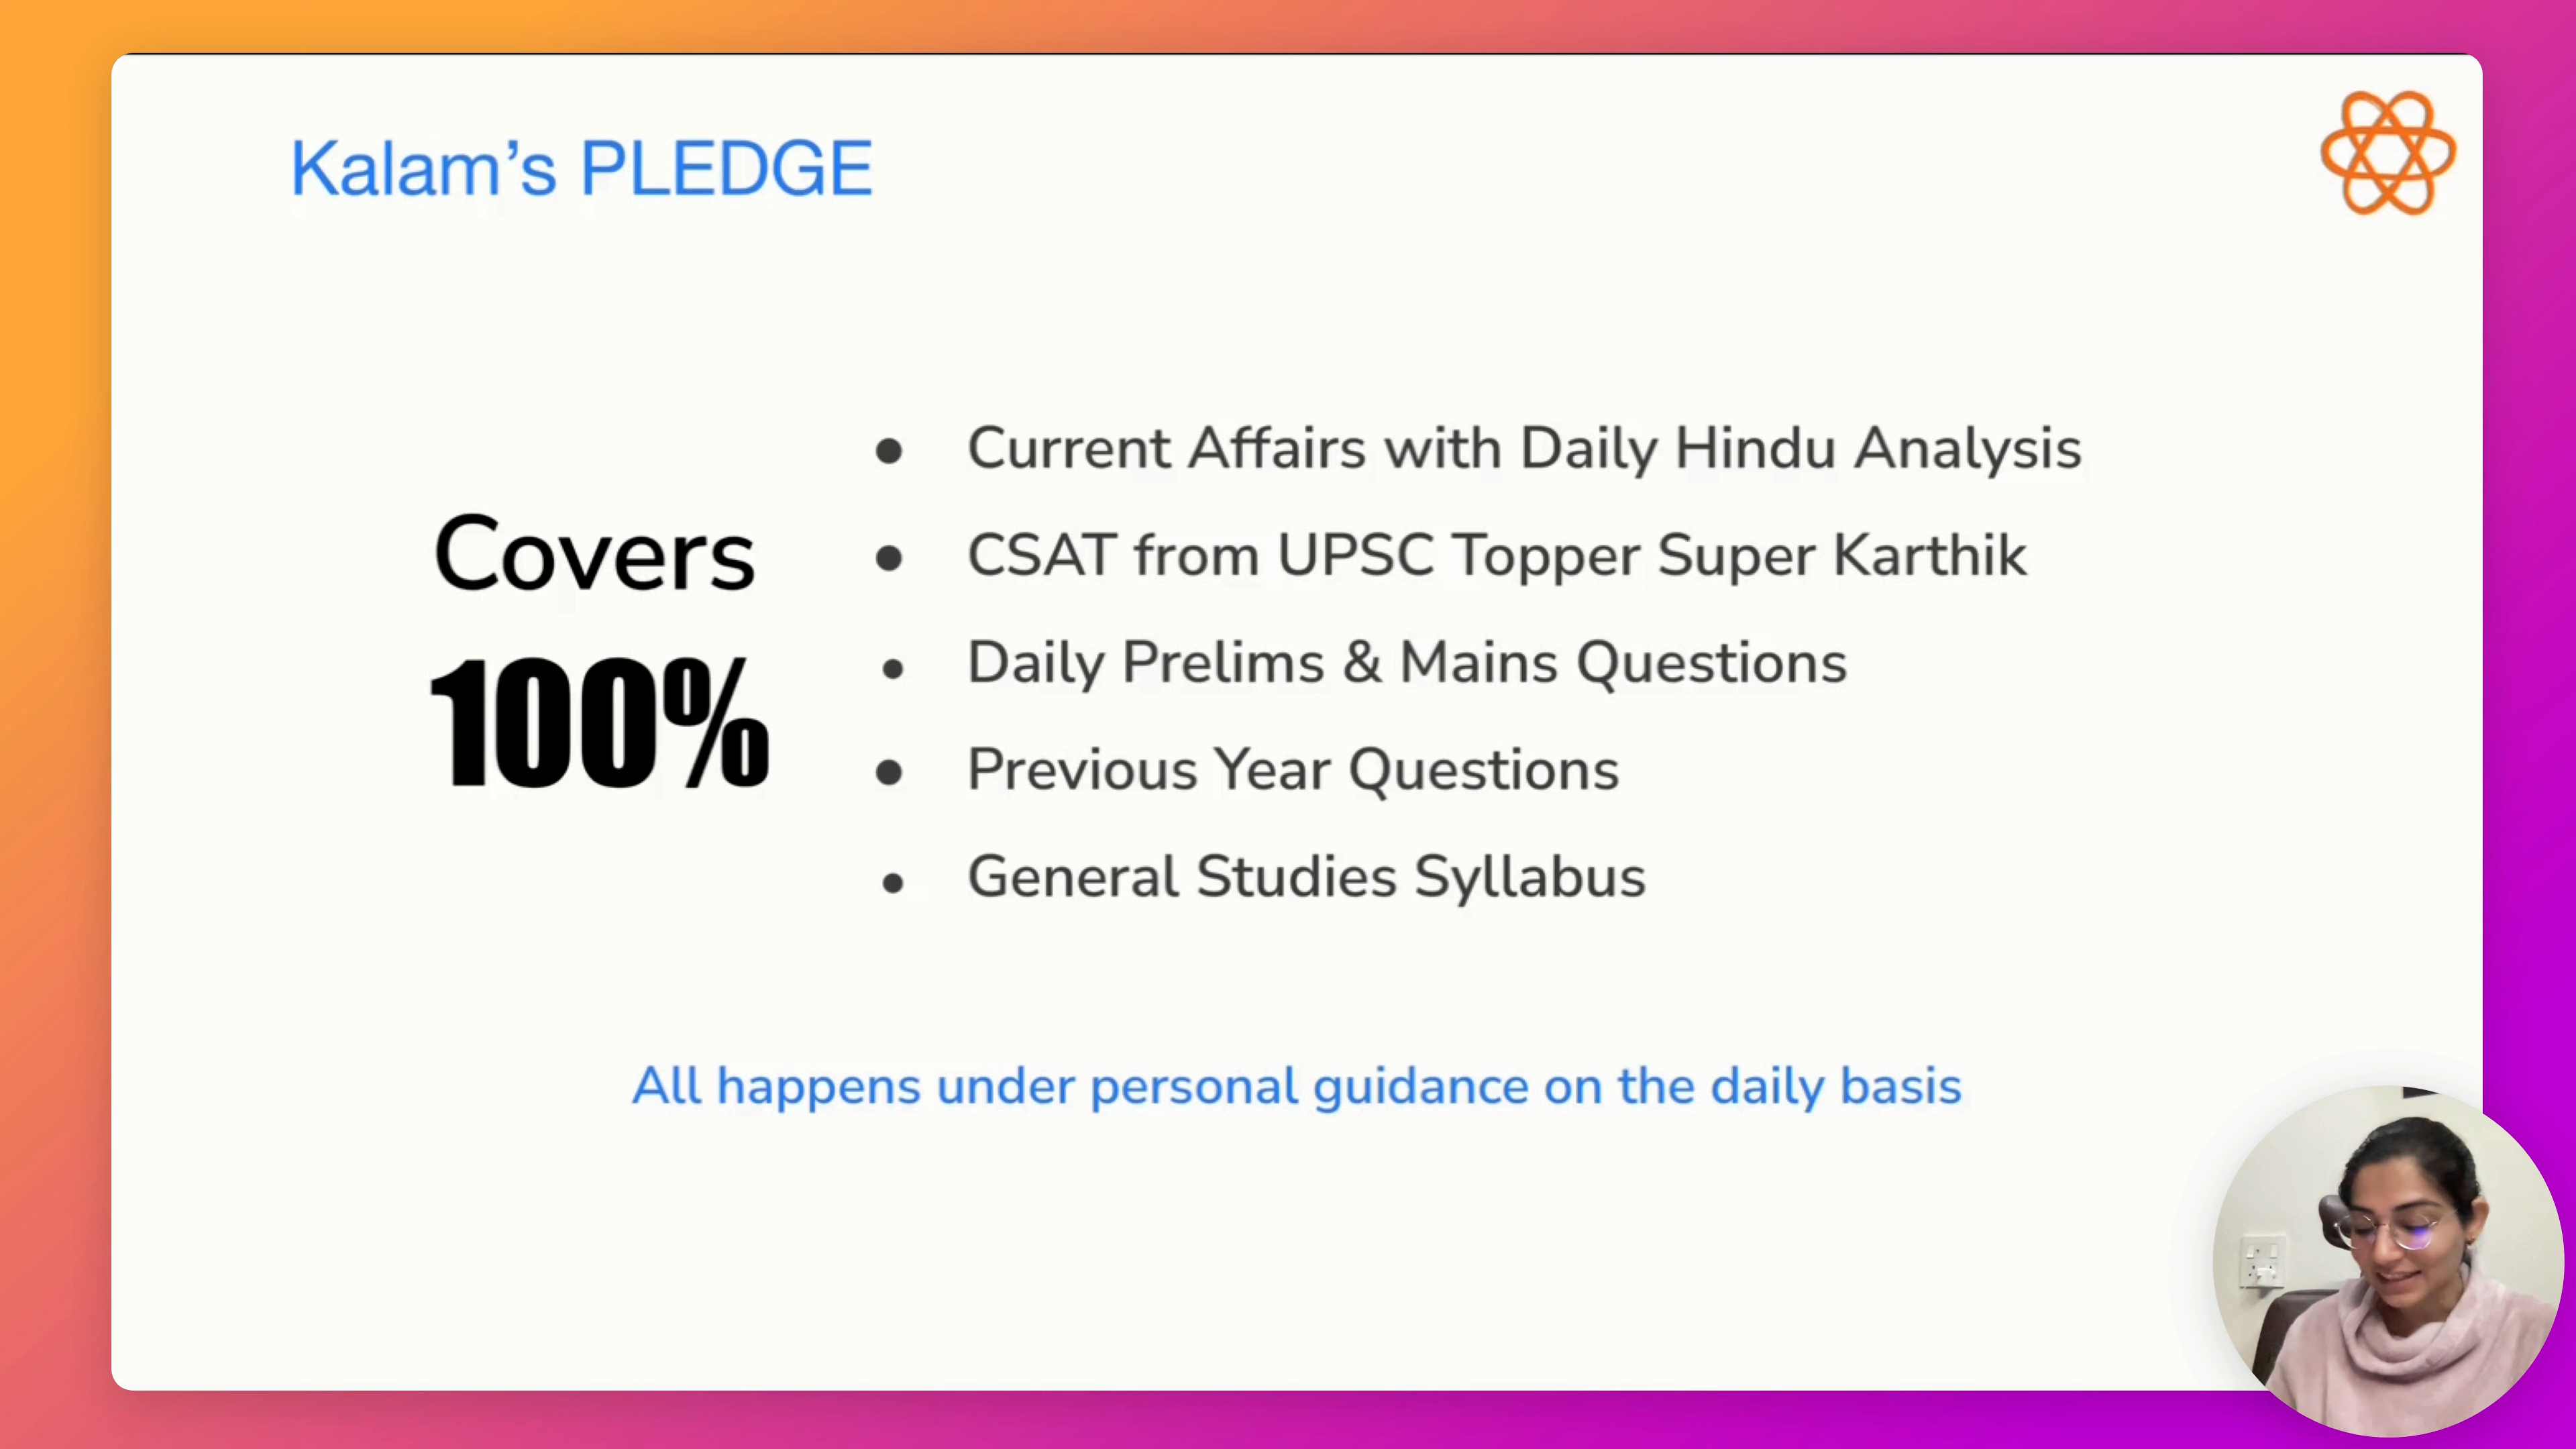 Kalam’s PLEDGE
Covers
100%
Current Affairs with Daily Hindu Analysis
CSAT from UPSC Topper Super Karthik
Daily Prelims & Mains Questions
Previous Year Questions
General Studies Syllabus
All happens under personal guidance on the daily basis